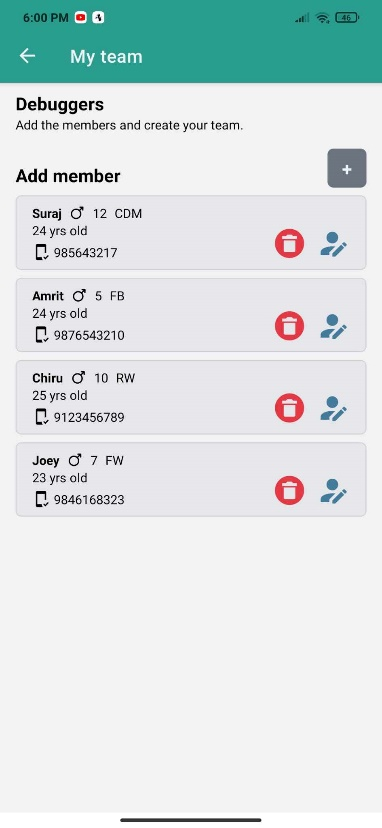 6:00 PM 46
My team
Debuggers
Add the members and create your team.
Add member +
Suraj ♂ 12 CDM
24 yrs old
985643217
Amrit ♂ 5 FB
24 yrs old
9876543210
Chiru ♂ 10 RW
25 yrs old
9123456789
Joey ♂ 7 FW
23 yrs old
9846168323